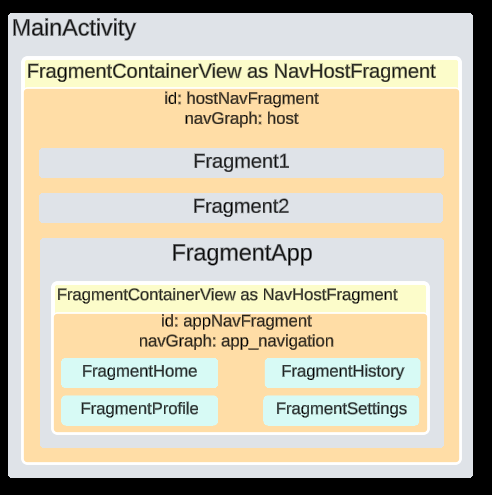 MainActivity
FragmentContainerView as NavHostFragment
id: hostNavFragment
navGraph: host
Fragment1
Fragment2
FragmentApp
FragmentContainerView as NavHostFragment
id: appNavFragment
navGraph: app_navigation
FragmentHome FragmentHistory
FragmentProfile FragmentSettings